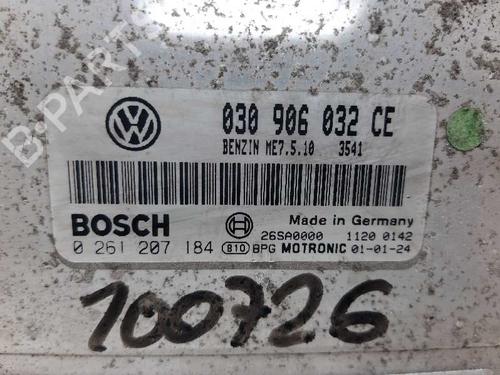 030 906 032 CE
BENZIN ME7.5.10 3541
BOSCH
Made in Germany
26SA0000 1120 0142
0 261 207 184 B10 BPG MOTRONIC 01-01-24
100726
B-PARTS